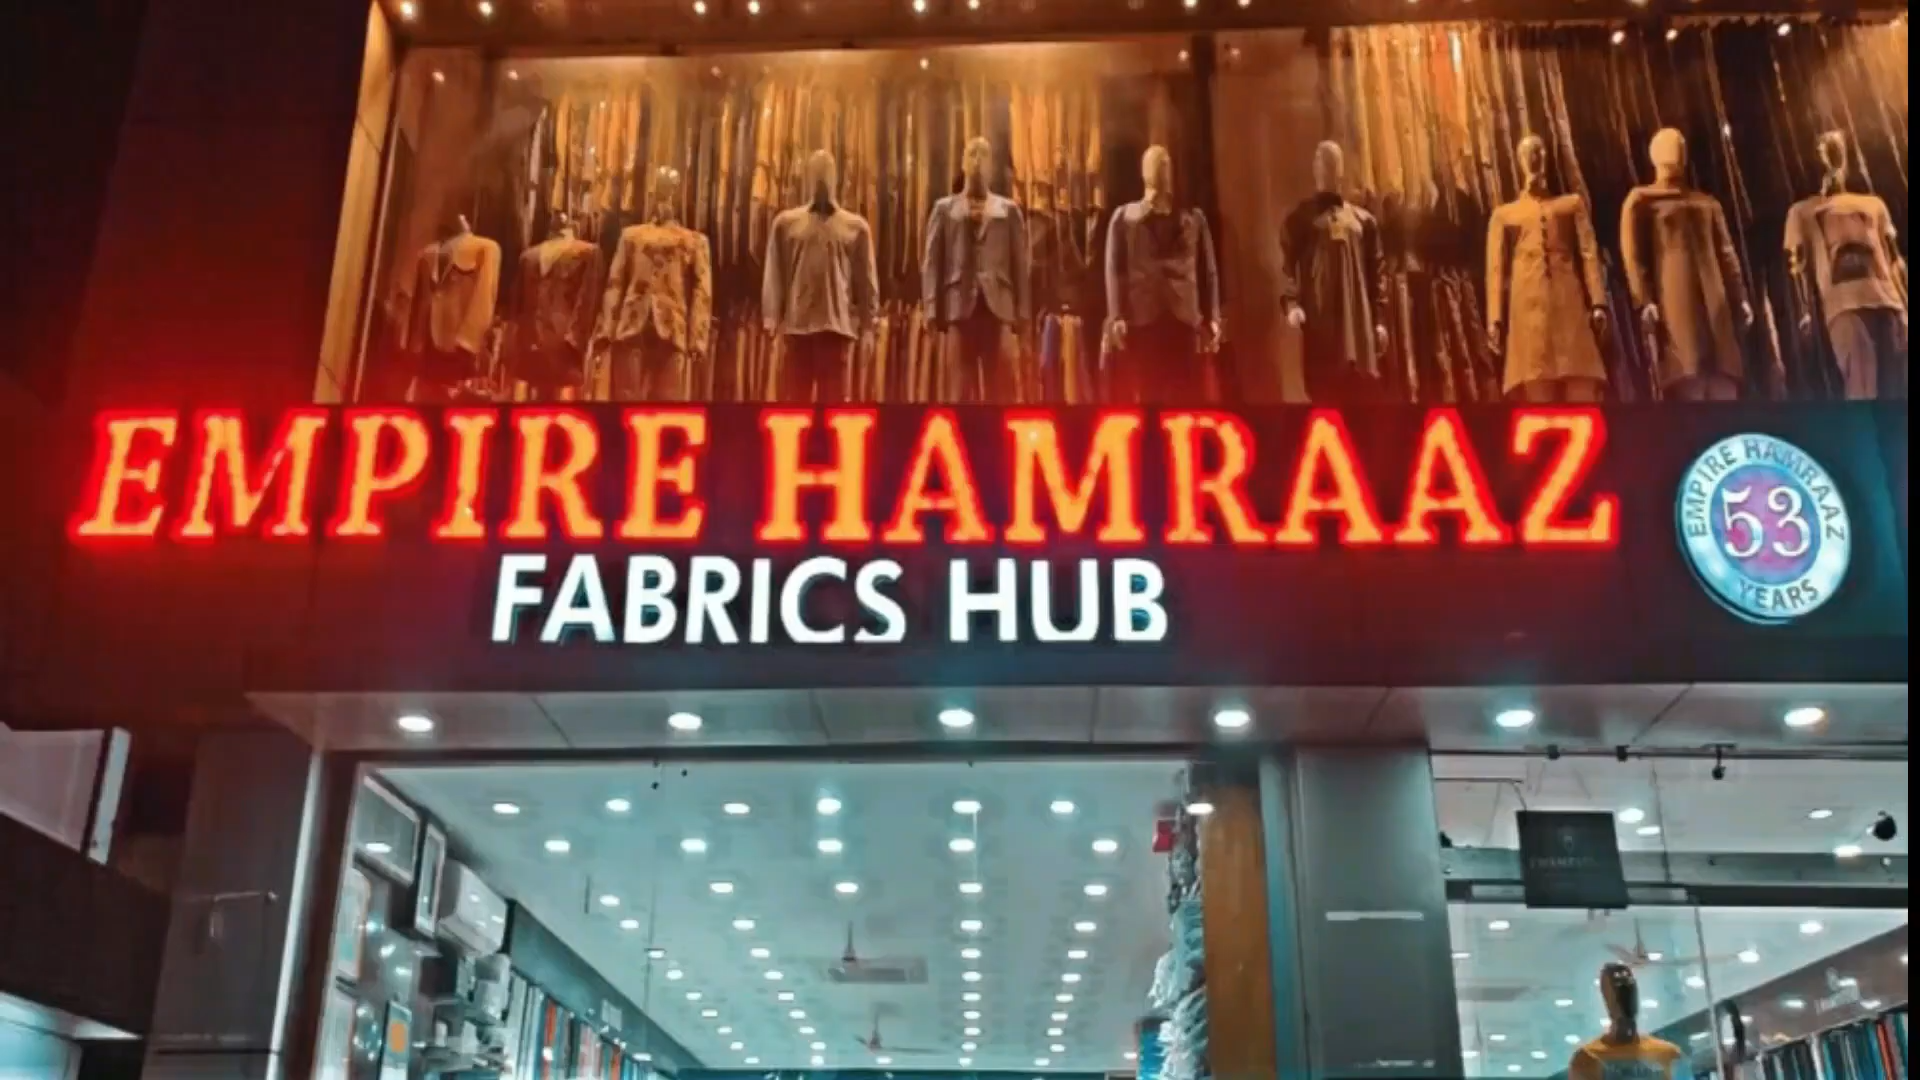 EMPIRE HAMRAAZ
FABRICS HUB
EMPIRE HAMRAAZ
53
YEARS